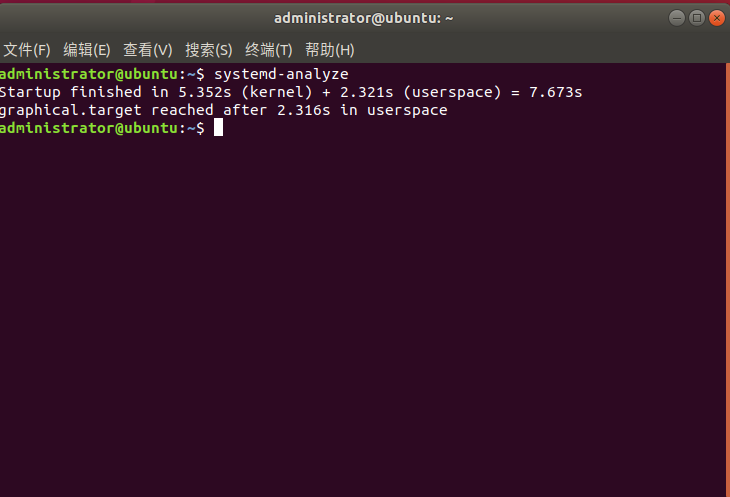 administrator@ubuntu: ~
文件(F) 编辑(E) 查看(V) 搜索(S) 终端(T) 帮助(H)
administrator@ubuntu:~$ systemd-analyze
Startup finished in 5.352s (kernel) + 2.321s (userspace) = 7.673s
graphical.target reached after 2.316s in userspace
administrator@ubuntu:~$